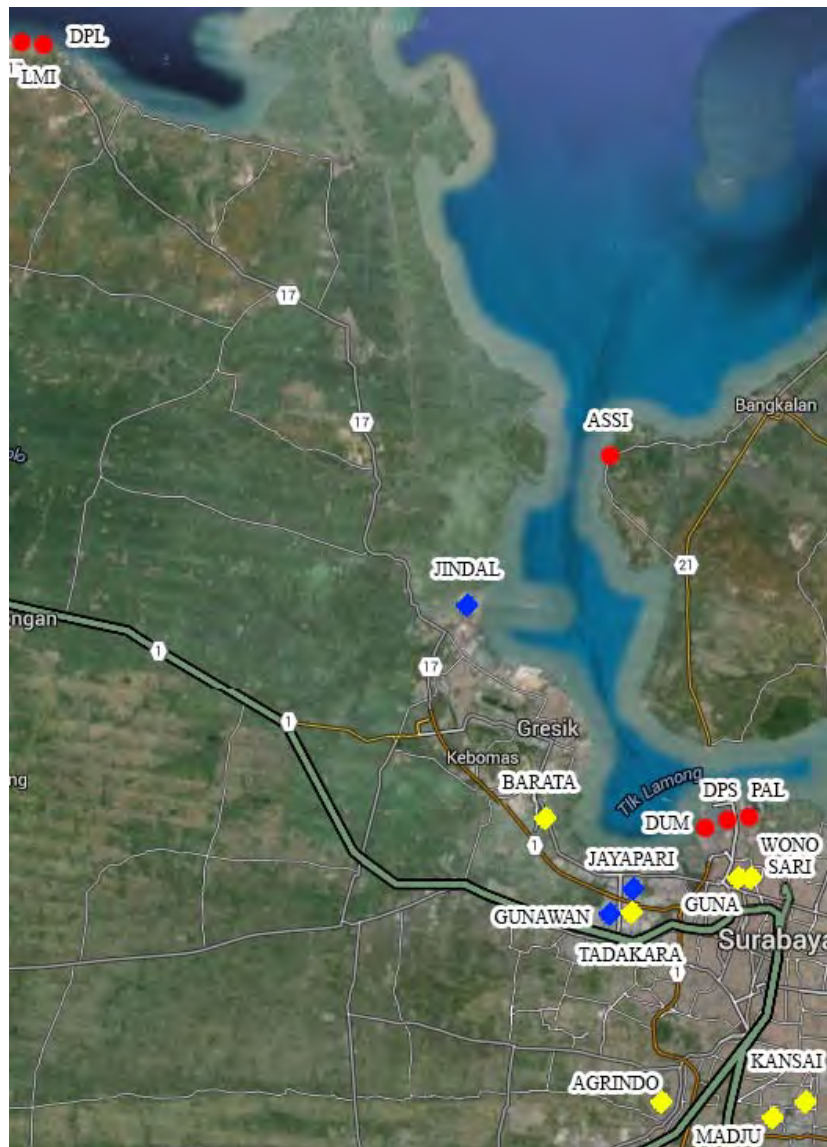 DPL
LMI
17
Bangkalan
ASSI
17
21
JINDAL
ngan
1
17
1
Gresik
Kebomas
ng
BARATA
Tlk Lamong
DPS PAL
DUM
1
WONO
SARI
JAYAPARI
GUNA
GUNAWAN
Surabaya
TADAKARA
1
KANSAI
AGRINDO
MADJU